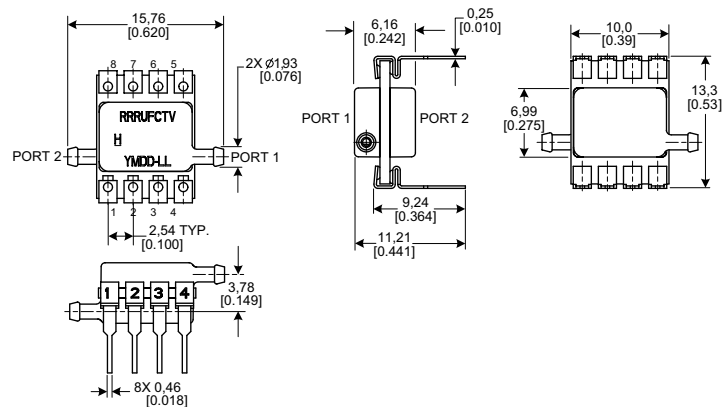 15,76
[0.620]
8 7 6 5
2X ø1,93
[0.076]
RRRUFCTV
H
YMDD-LL
PORT 2
PORT 1
1 2 3 4
2,54 TYP.
[0.100]
6,16
[0.242]
0,25
[0.010]
PORT 1
PORT 2
9,24
[0.364]
11,21
[0.441]
10,0
[0.39]
6,99
[0.275]
13,3
[0.53]
1 2 3 4
3,78
[0.149]
8X 0,46
[0.018]